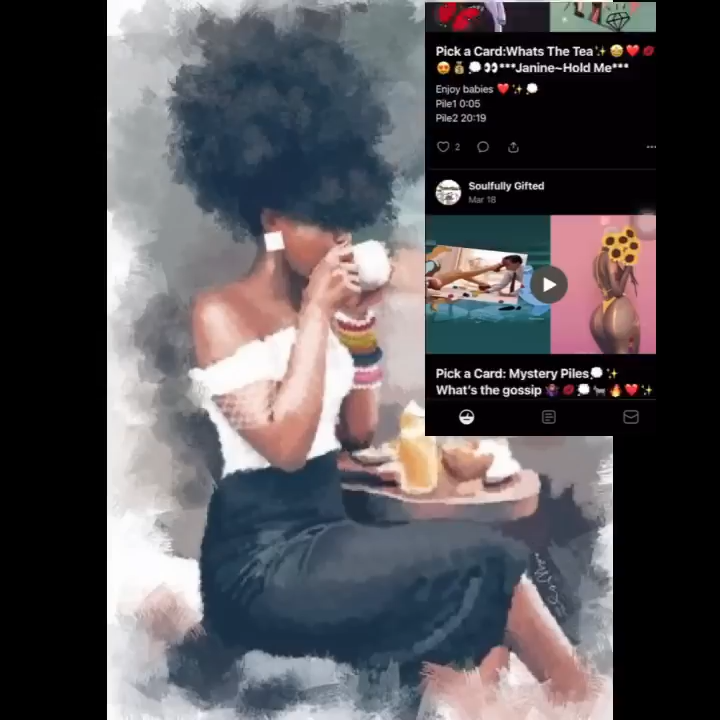 Pick a Card:Whats The Tea✨🤩❤️💋
😍💰💭👀***Janine~Hold Me***
Enjoy babies ❤️✨💭
Pile1 0:05
Pile2 20:19
2
Soulfully Gifted
Mar 18
Pick a Card: Mystery Piles💭✨
What's the gossip 🤷🏾‍♀️💋💭🐐🔥❤️✨